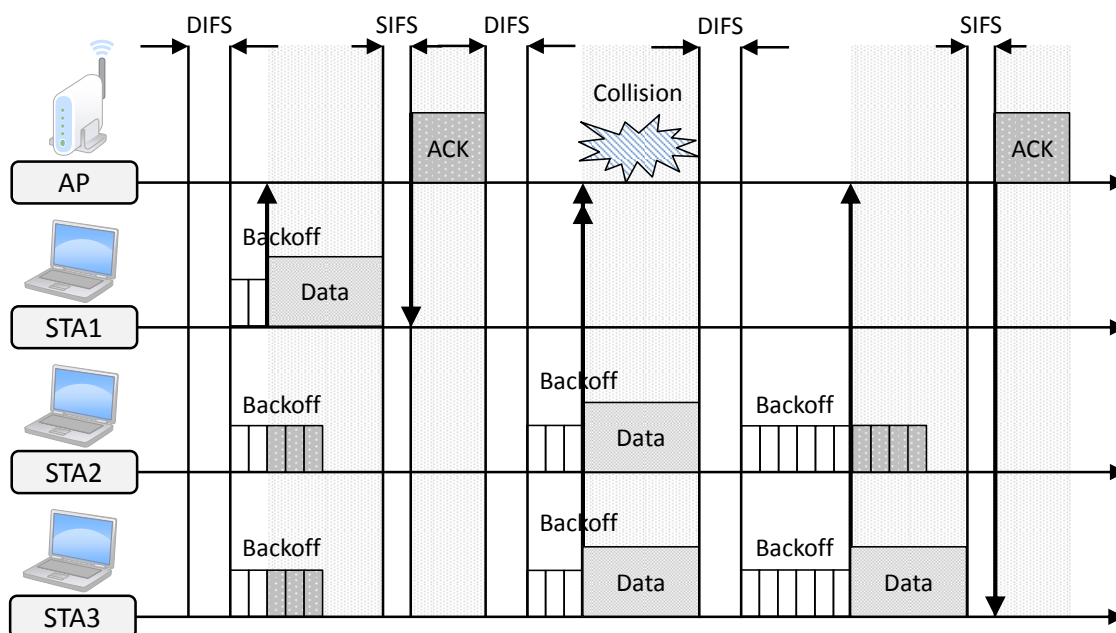 DIFS SIFS DIFS DIFS SIFS
Collision
ACK ACK
AP
Backoff
Data
STA1
Backoff Backoff Backoff
Data
STA2
Backoff Backoff Backoff
Data Data
STA3